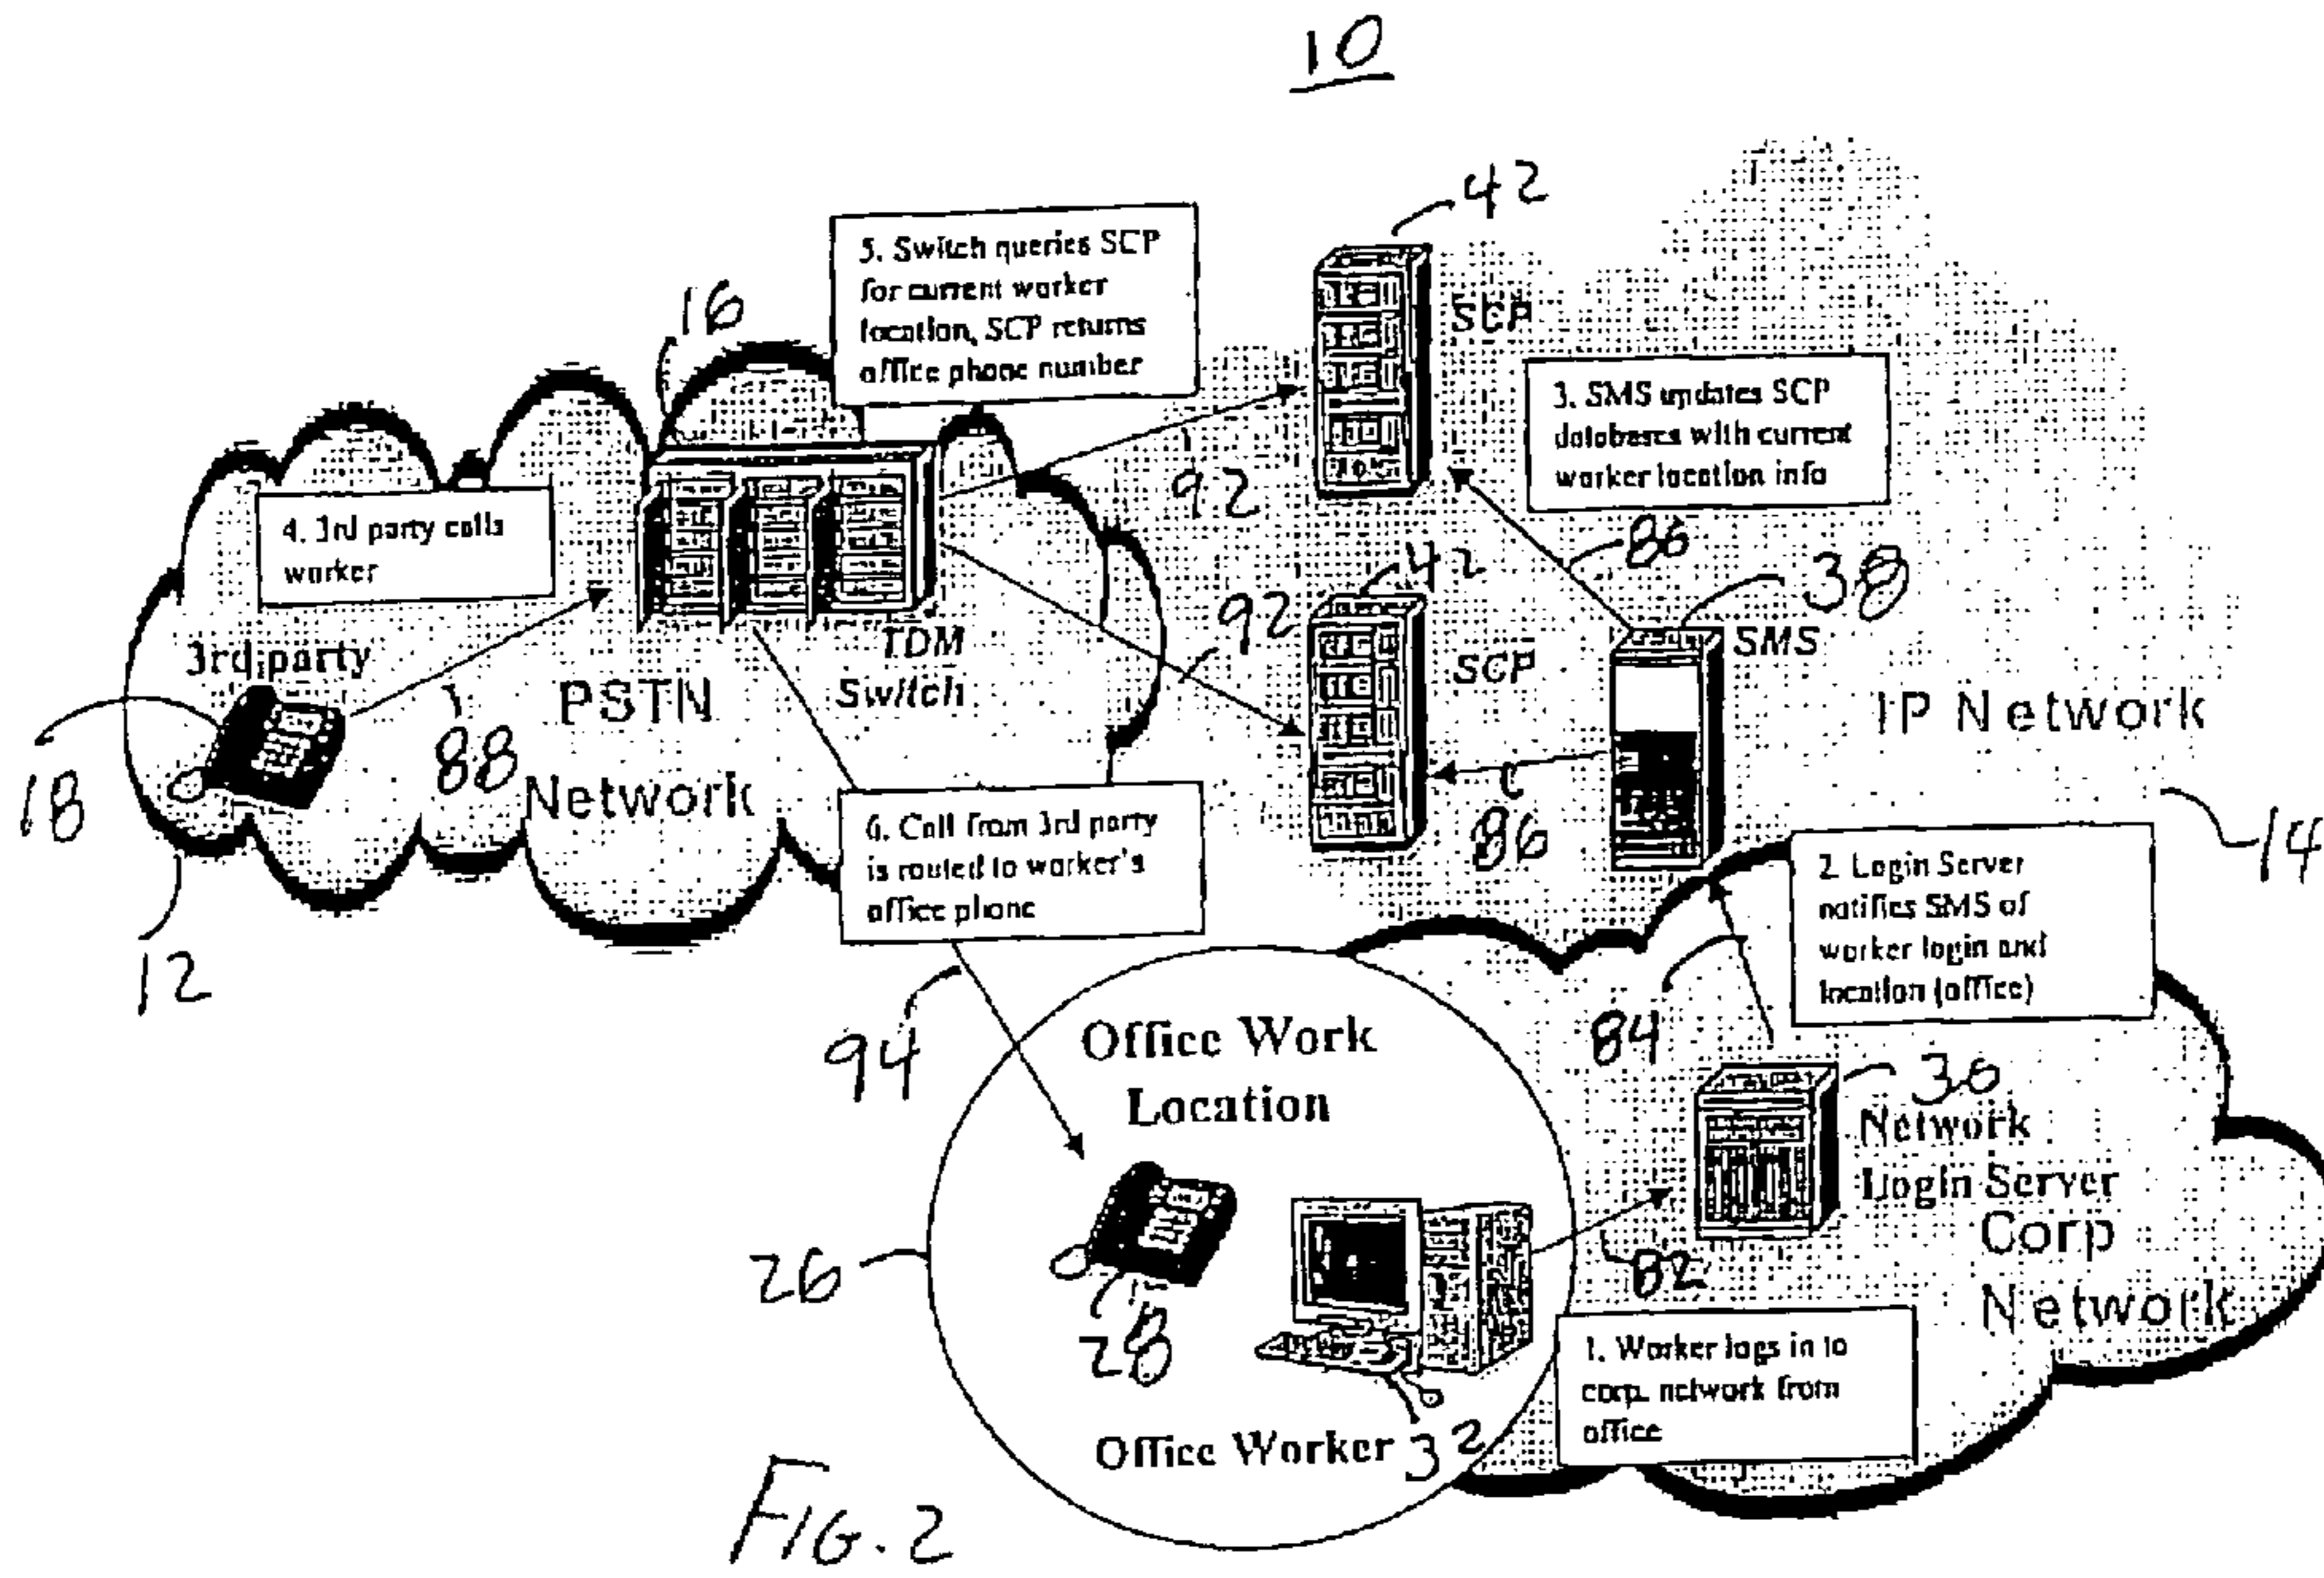 10
42
5. Switch queries SCP
for current worker
location, SCP returns
office phone number
16
SCP
3. SMS updates SCP
databases with current
worker location info
92
4. 3rd party calls
worker
86
42
38
92
3rd party
TDM
Switch
SCP
SMS
PSTN
Network
IP Network
18
88
86
14
6. Call from 3rd party
is routed to worker's
office phone
2. Login Server
notifies SMS of
worker login and
location (office)
12
94
84
Office Work
Location
36
Network
Login Server
Corp
Network
26
28
82
1. Worker logs in to
corp. network from
office
Office Worker 32
FIG. 2